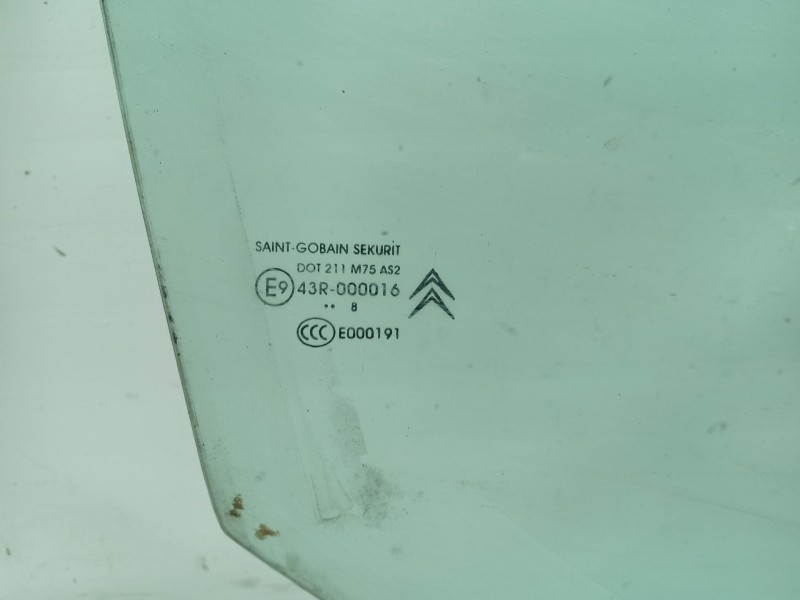 SAINT-GOBAIN SEKURIT
DOT 211 M75 AS2
E9 43R-000016
•• 8
CCC E000191